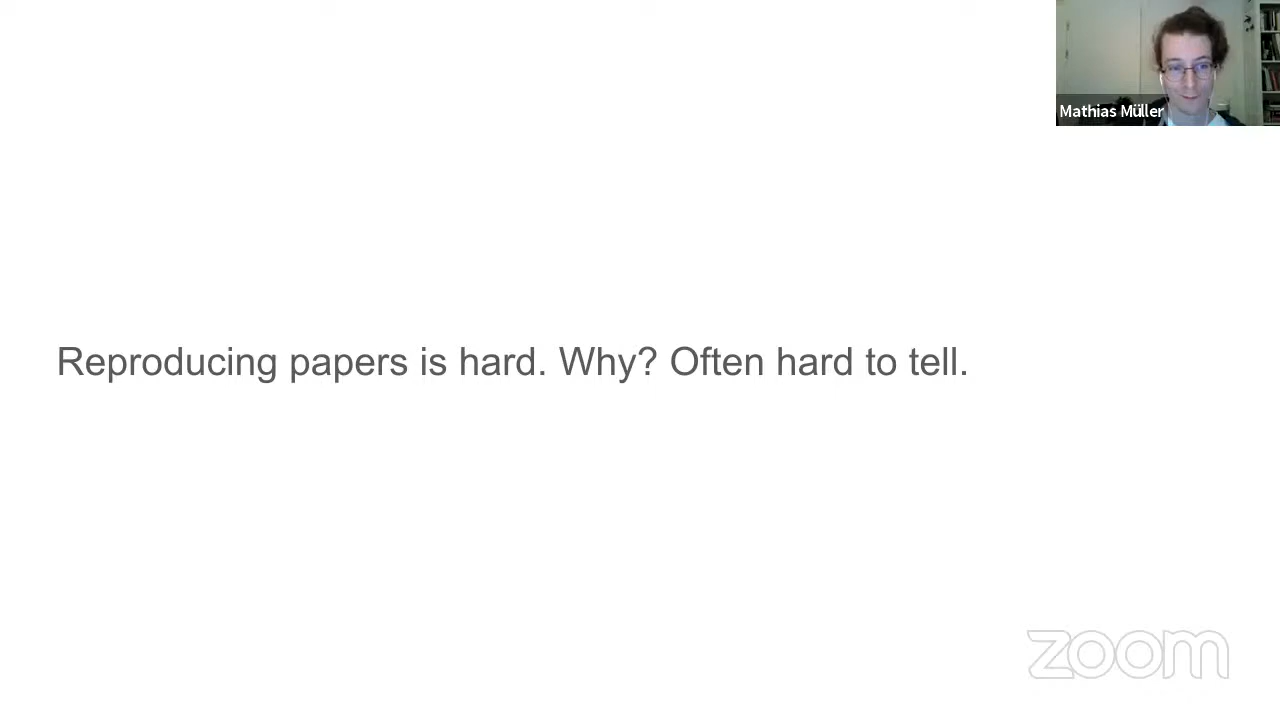 Mathias Müller
Reproducing papers is hard. Why? Often hard to tell.
zoom